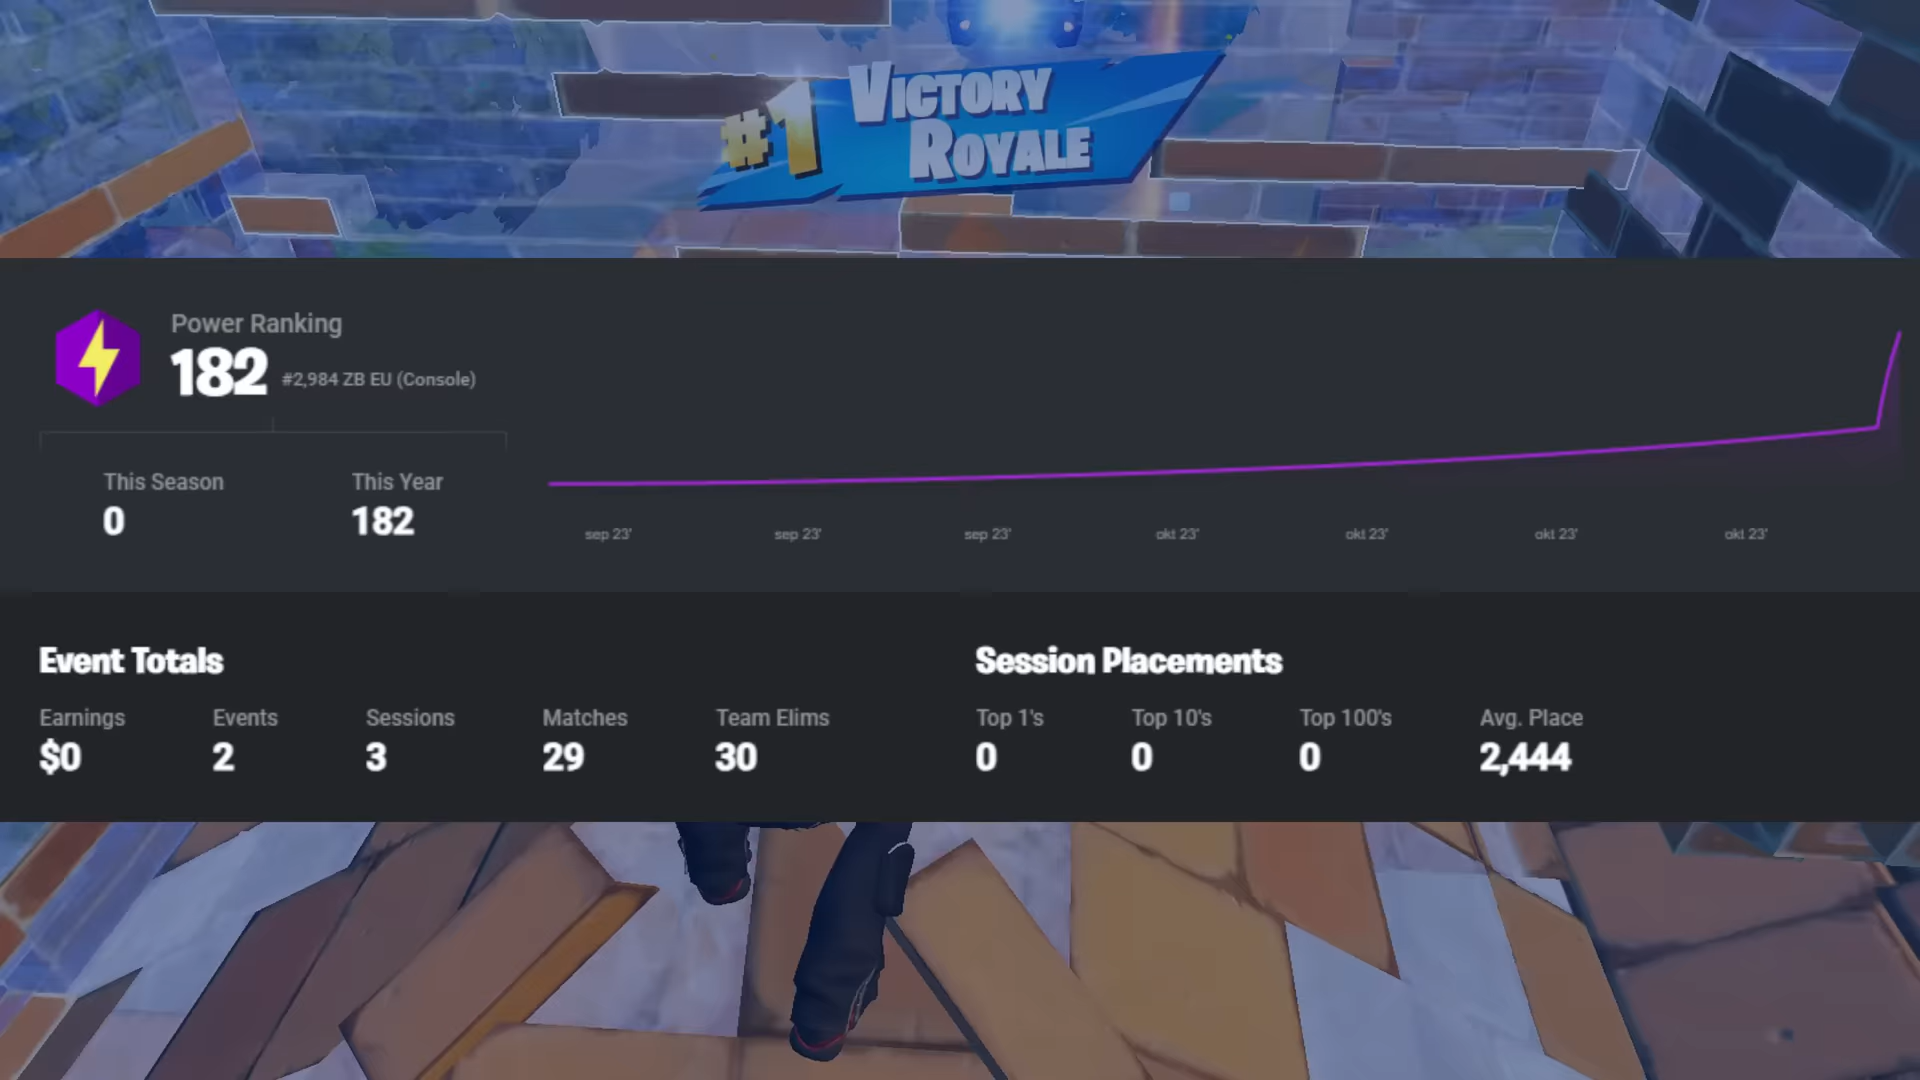 #1 VICTORY
ROYALE
Power Ranking
182 #2,984 ZB EU (Console)
This Season This Year
0 182
sep 23' sep 23' sep 23' okt 23' okt 23' okt 23' okt 23'
Event Totals
Earnings Events Sessions Matches Team Elims
$0 2 3 29 30
Session Placements
Top 1's Top 10's Top 100's Avg. Place
0 0 0 2,444